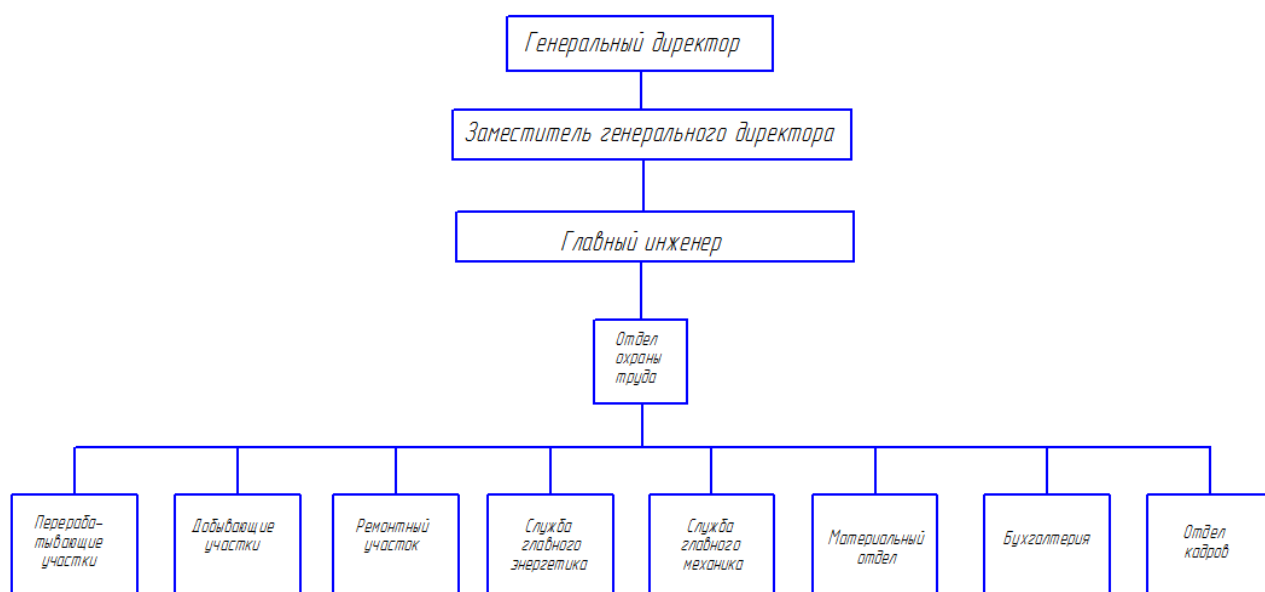 Генеральный директор
Заместитель генерального директора
Главный инженер
Отдел
охраны
труда
Перераба-
тывающие
участки
Добывающие
участки
Ремонтный
участок
Служба
главного
энергетика
Служба
главного
механика
Материальный
отдел
Бухгалтерия
Отдел
кадров